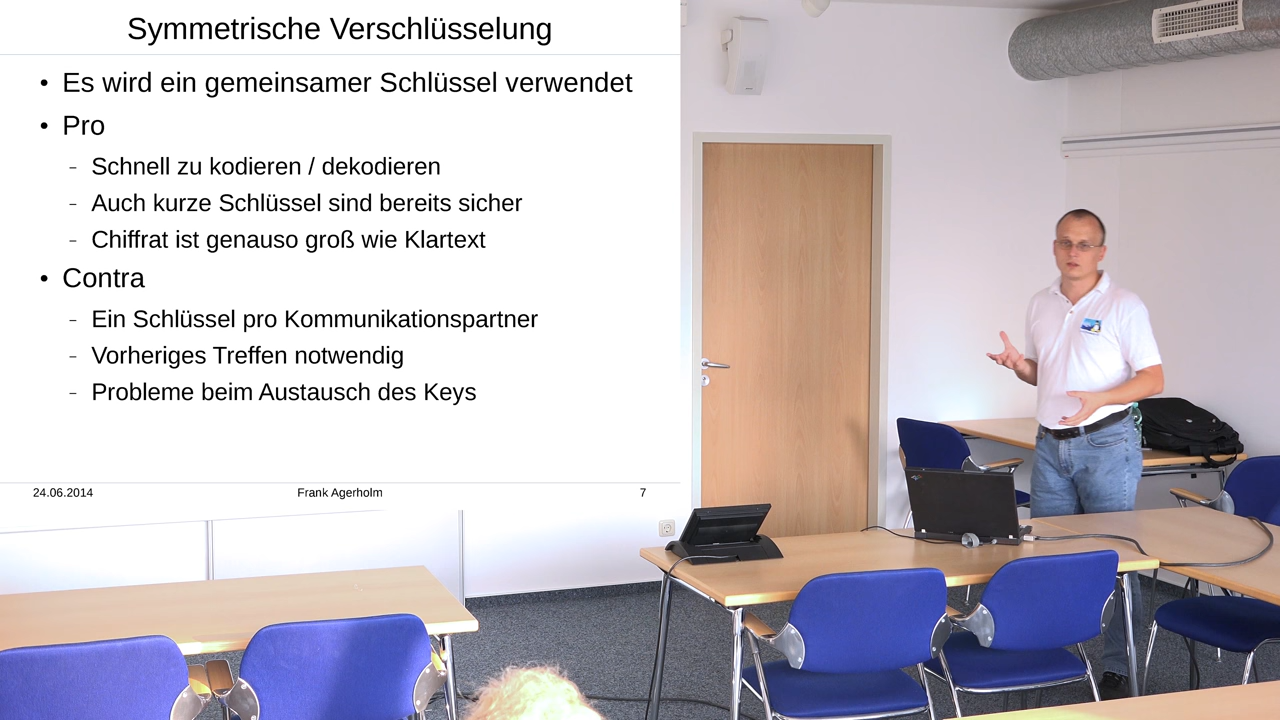 Symmetrische Verschlüsselung
• Es wird ein gemeinsamer Schlüssel verwendet
• Pro
– Schnell zu kodieren / dekodieren
– Auch kurze Schlüssel sind bereits sicher
– Chiffrat ist genauso groß wie Klartext
• Contra
– Ein Schlüssel pro Kommunikationspartner
– Vorheriges Treffen notwendig
– Probleme beim Austausch des Keys
24.06.2014 Frank Agerholm 7